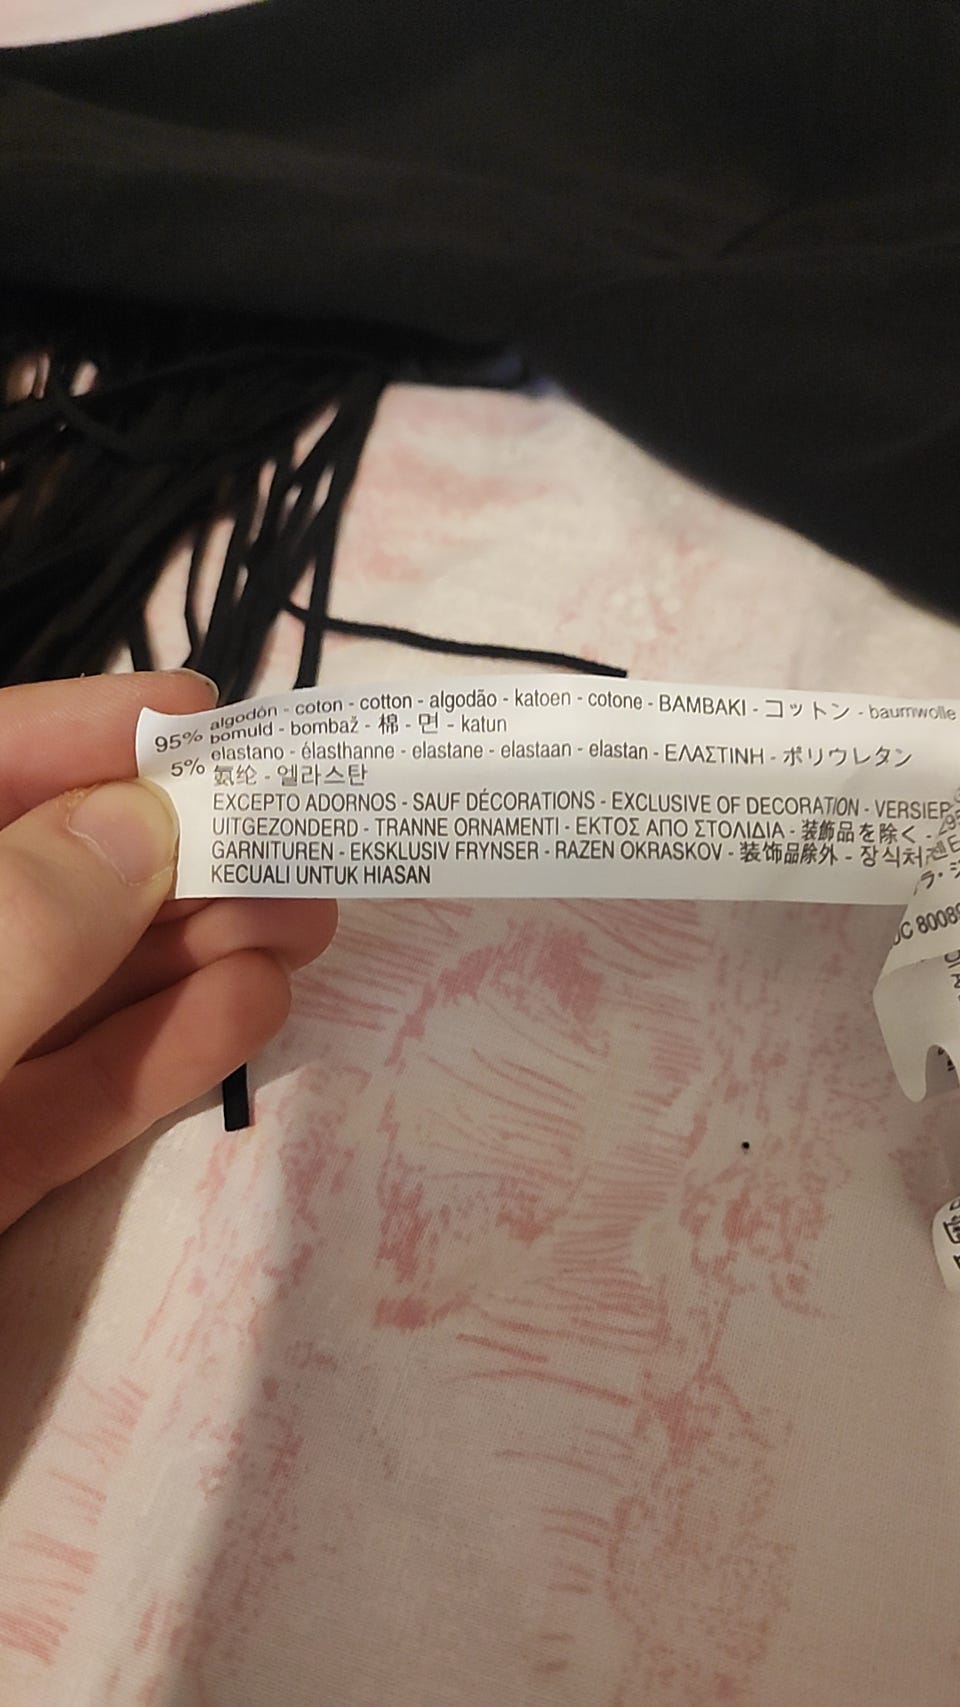 95% algodón - coton - cotton - algodão - katoen - cotone - BAMBAKI - コットン - baumwolle
bomuld - bombaž - 棉 - 면 - katun
5% elastano - élasthanne - elastane - elastaan - elastan - ΕΛΑΣΤΙΝΗ - ポリウレタン
氨纶 - 엘라스탄
EXCEPTO ADORNOS - SAUF DÉCORATIONS - EXCLUSIVE OF DECORATION - VERSIER
UITGEZONDERD - TRANNE ORNAMENTI - ΕΚΤΟΣ ΑΠΟ ΣΤΟΛΙΔΙΑ - 装飾品を除く -
GARNITUREN - EKSKLUSIV FRYNSER - RAZEN OKRASKOV - 装饰品除外 - 장식처
KECUALI UNTUK HIASAN